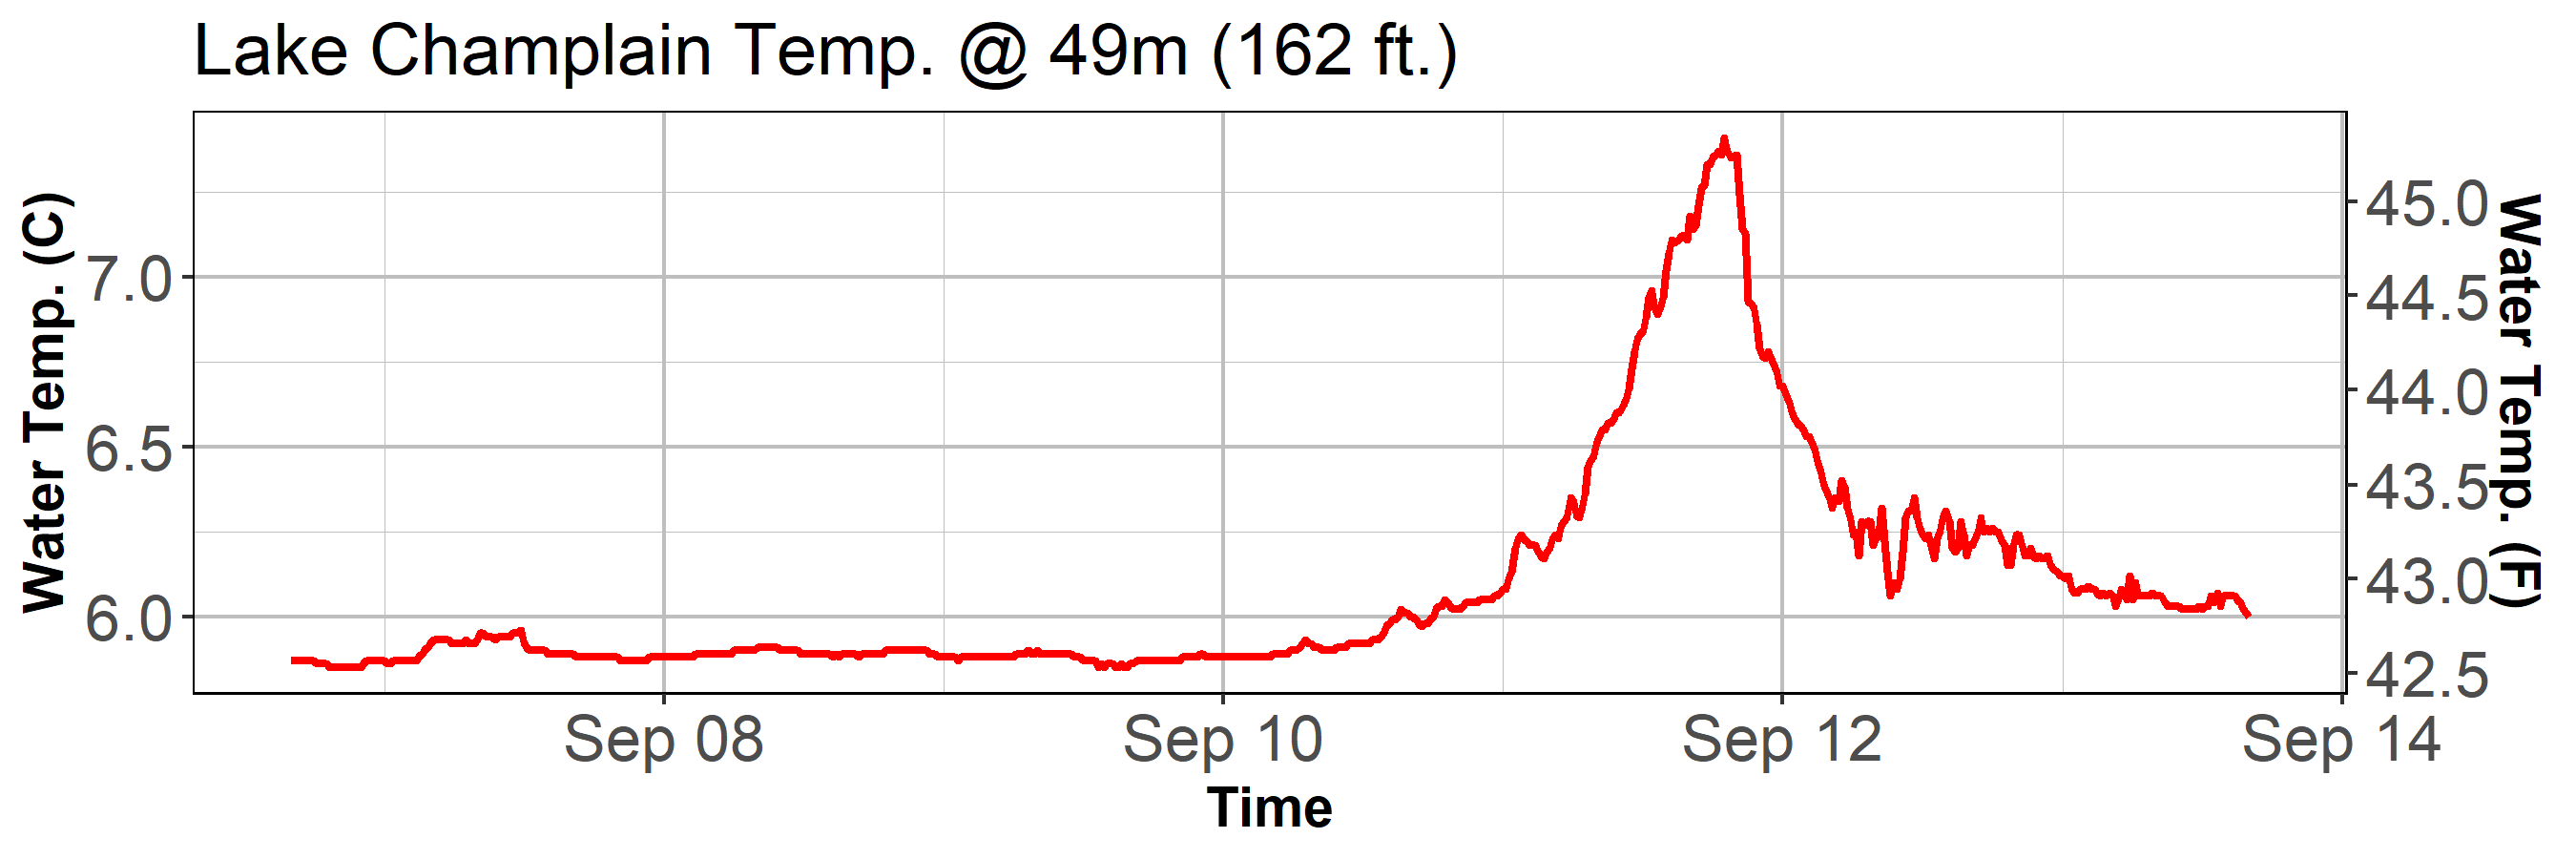 Lake Champlain Temp. @ 49m (162 ft.)
Water Temp. (C)
7.0
6.5
6.0
45.0
44.5
44.0
43.5
43.0
42.5
Water Temp. (F)
Sep 08 Sep 10 Sep 12 Sep 14
Time